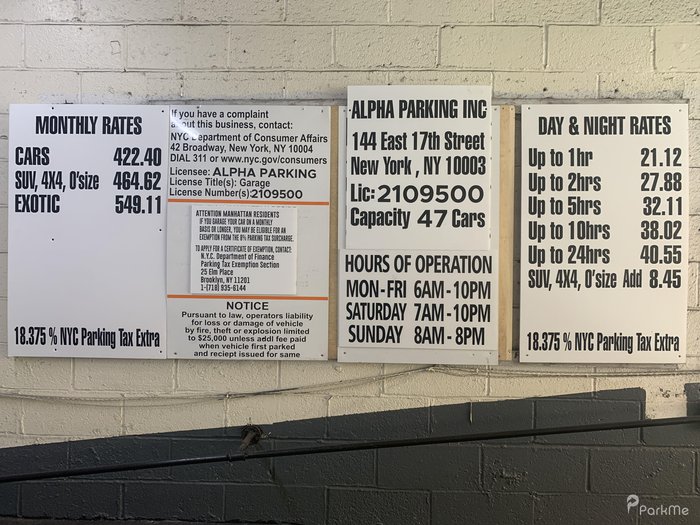 MONTHLY RATES
CARS 422.40
SUV, 4X4, O'size 464.62
EXOTIC 549.11
18.375 % NYC Parking Tax Extra
If you have a complaint
about this business, contact:
NYC Department of Consumer Affairs
42 Broadway, New York, NY 10004
DIAL 311 or www.nyc.gov/consumers
Licensee: ALPHA PARKING
License Title(s): Garage
License Number(s): 2109500
ATTENTION MANHATTAN RESIDENTS
IF YOU GARAGE YOUR CAR ON A MONTHLY
BASIS OR LONGER, YOU MAY BE ELIGIBLE FOR AN
EXEMPTION FROM THE 8% PARKING TAX SURCHARGE.
TO APPLY FOR A CERTIFICATE OF EXEMPTION, CONTACT:
N.Y.C. Department of Finance
Parking Tax Exemption Section
25 Elm Place
Brooklyn, NY 11201
1-(718) 935-6144
NOTICE
Pursuant to law, operators liability
for loss or damage of vehicle
by fire, theft or explosion limited
to $25,000 unless addl fee paid
when vehicle first parked
and reciept issued for same
ALPHA PARKING INC
144 East 17th Street
New York , NY 10003
Lic: 2109500
Capacity 47 Cars
HOURS OF OPERATION
MON-FRI 6AM-10PM
SATURDAY 7AM-10PM
SUNDAY 8AM-8PM
DAY & NIGHT RATES
Up to 1hr 21.12
Up to 2hrs 27.88
Up to 5hrs 32.11
Up to 10hrs 38.02
Up to 24hrs 40.55
SUV, 4X4, O'size Add 8.45
18.375 % NYC Parking Tax Extra
ParkMe